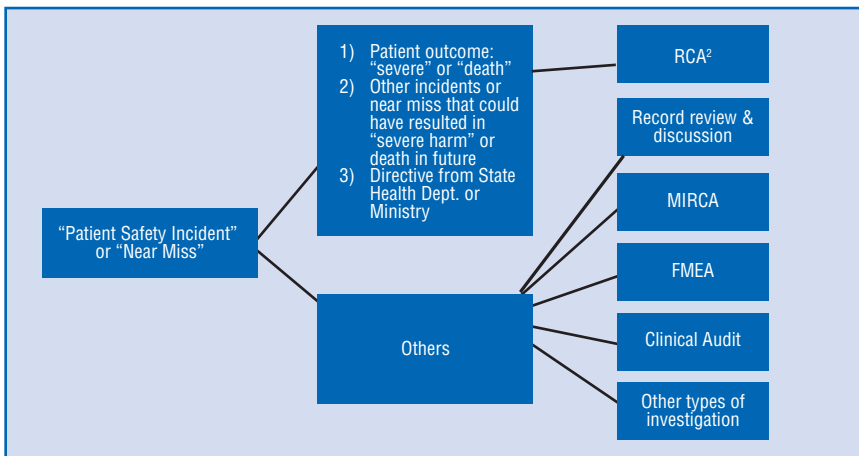 1) Patient outcome:
“severe” or “death”
2) Other incidents or
near miss that could
have resulted in
“severe harm” or
death in future
3) Directive from State
Health Dept. or
Ministry
RCA²
Record review &
discussion
MIRCA
“Patient Safety Incident”
or “Near Miss”
FMEA
Others
Clinical Audit
Other types of
investigation